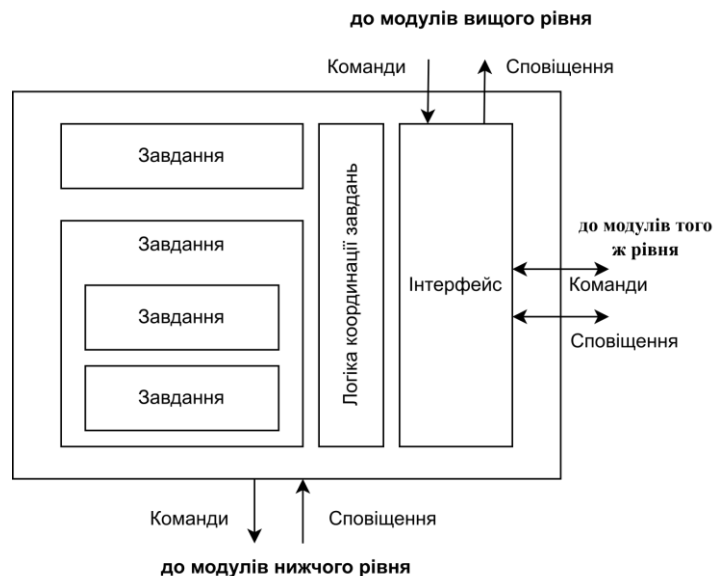 до модулів вищого рівня
Команди
Сповіщення
Завдання
Завдання
Завдання
Завдання
Логіка координації завдань
Інтерфейс
до модулів того
ж рівня
Команди
Сповіщення
Команди
Сповіщення
до модулів нижчого рівня